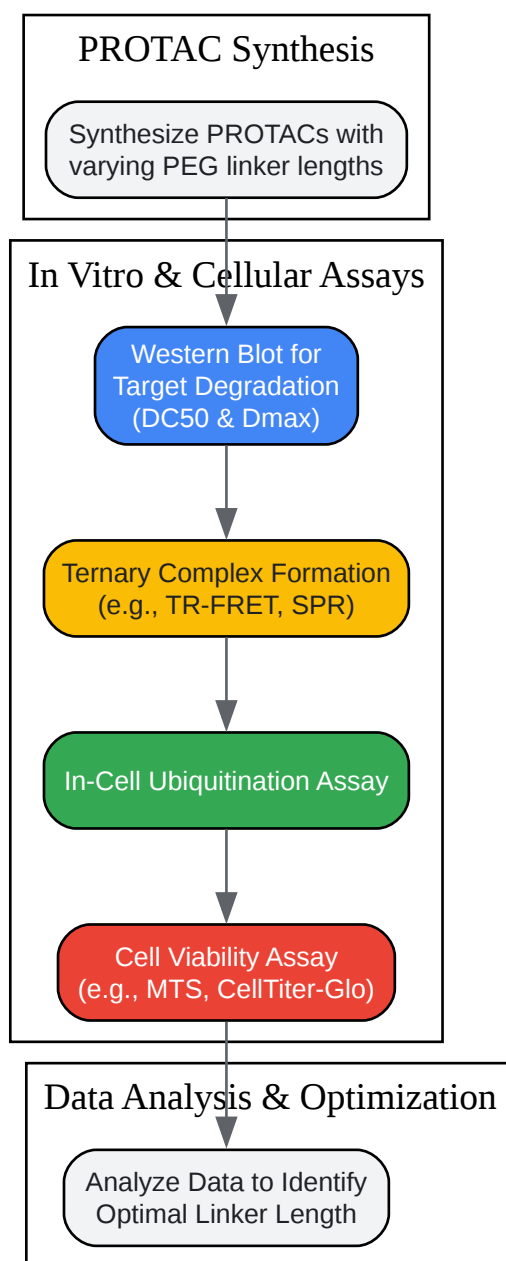 PROTAC Synthesis
Synthesize PROTACs with
varying PEG linker lengths
In Vitro & Cellular Assays
Western Blot for
Target Degradation
(DC50 & Dmax)
Ternary Complex Formation
(e.g., TR-FRET, SPR)
In-Cell Ubiquitination Assay
Cell Viability Assay
(e.g., MTS, CellTiter-Glo)
Data Analysis & Optimization
Analyze Data to Identify
Optimal Linker Length